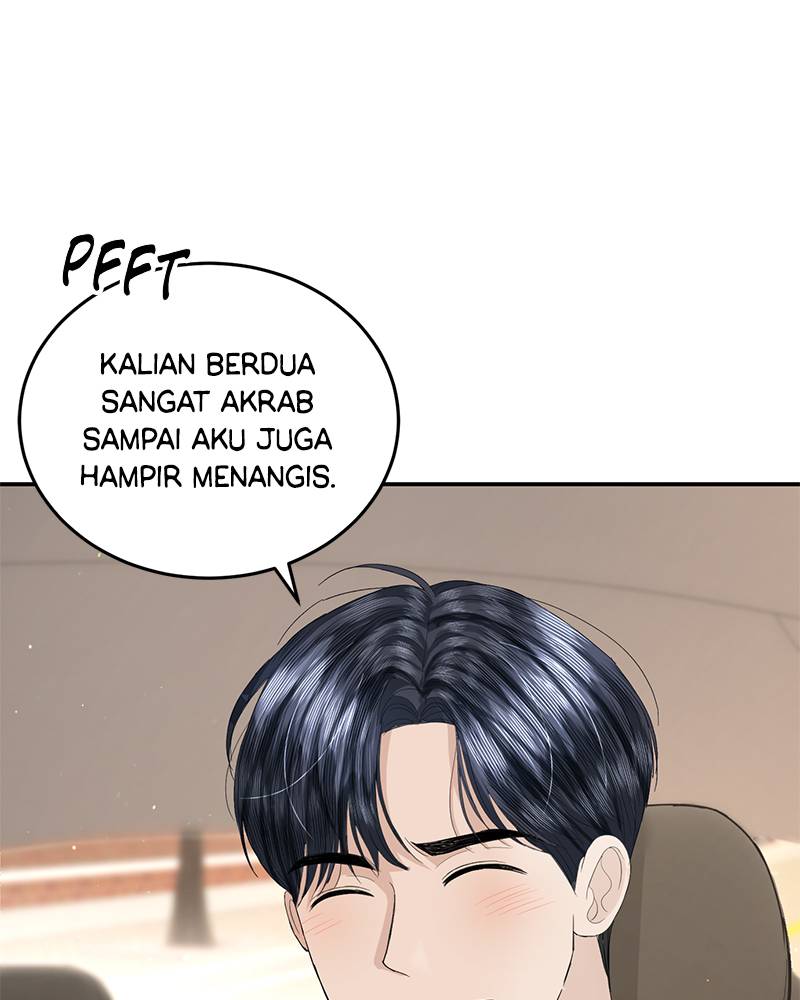 PFFT
KALIAN BERDUA
SANGAT AKRAB
SAMPAI AKU JUGA
HAMPIR MENANGIS.